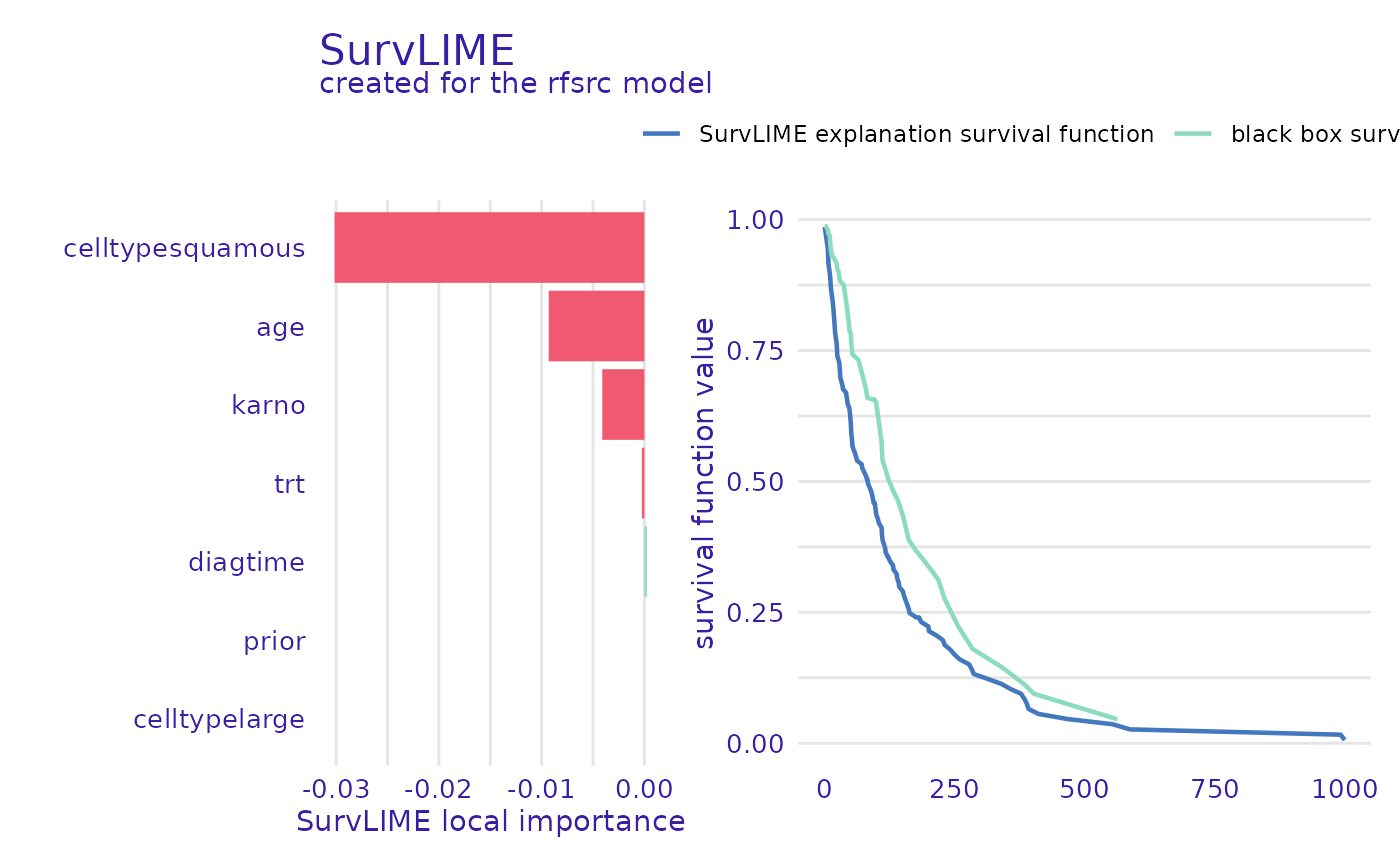 SurvLIME
created for the rfsrc model
SurvLIME explanation survival function
black box surv
celltypesquamous
age
karno
trt
diagtime
prior
celltypelarge
-0.03 -0.02 -0.01 0.00
SurvLIME local importance
survival function value
1.00
0.75
0.50
0.25
0.00
0 250 500 750 1000